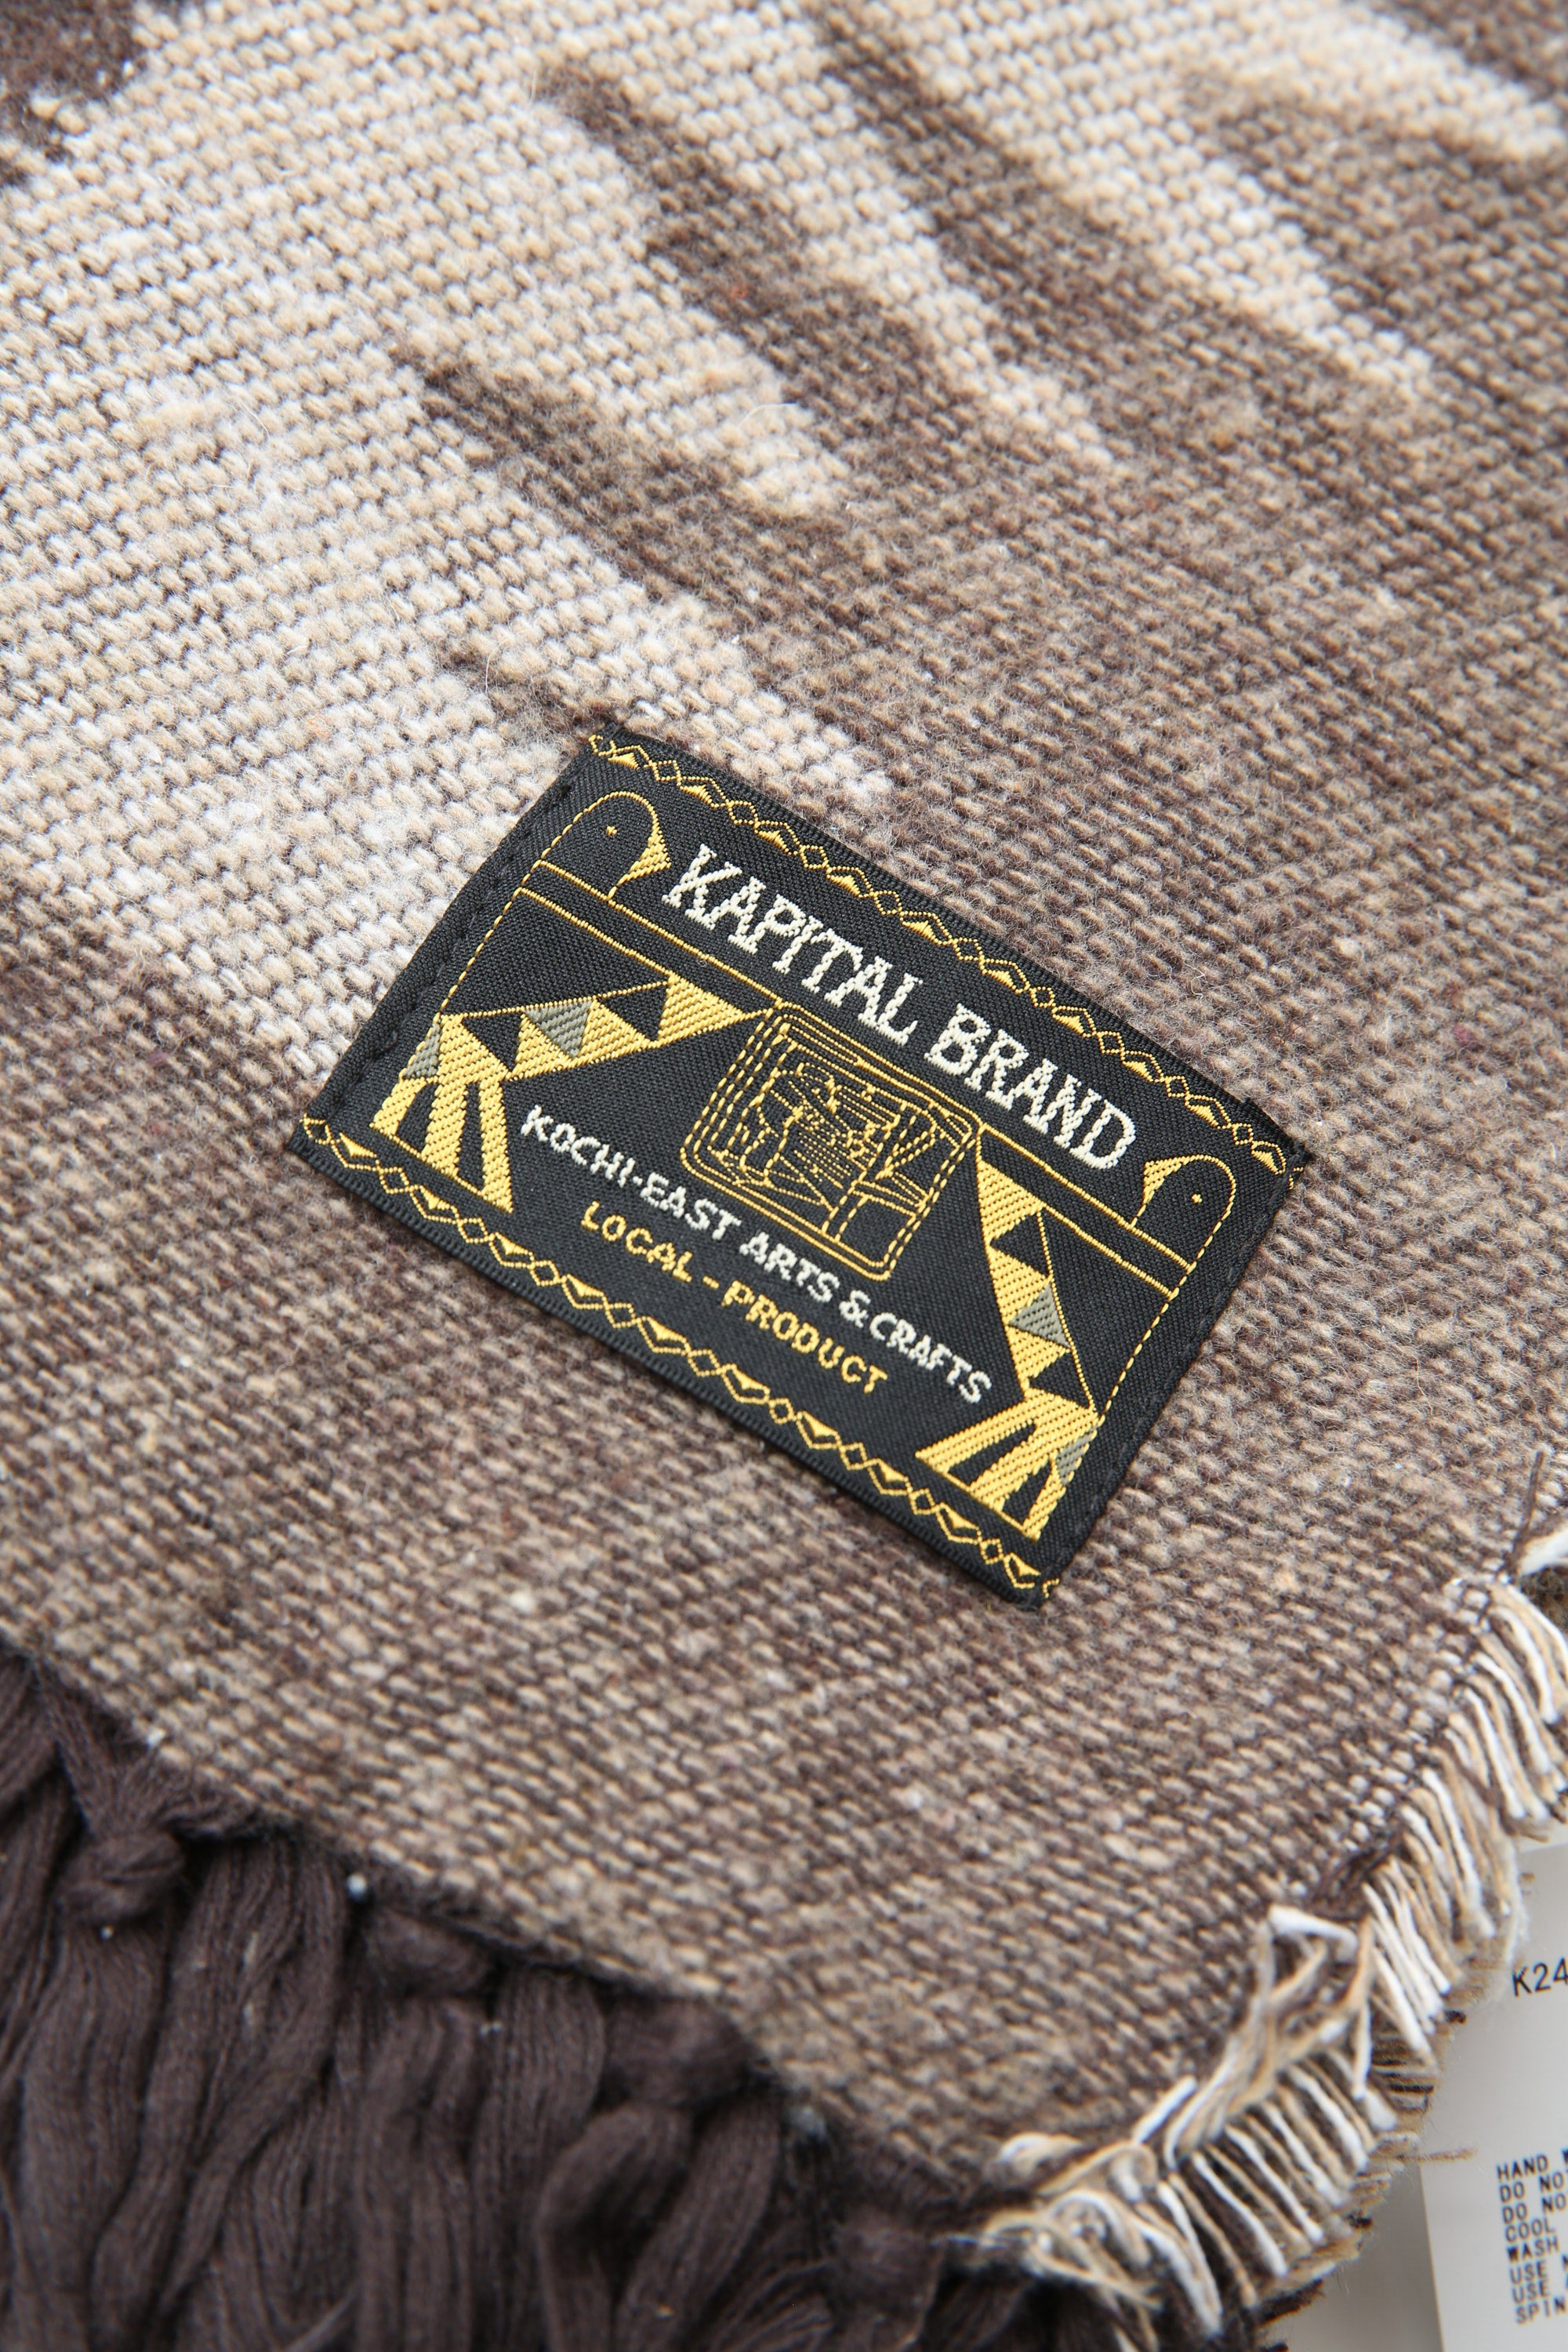 KAPITAL BRAND
KOCHI-EAST ARTS & CRAFTS
LOCAL-PRODUCT
K24
HAND
DO NO
DO NO
COOL
WASH
USE
USE
SPIN